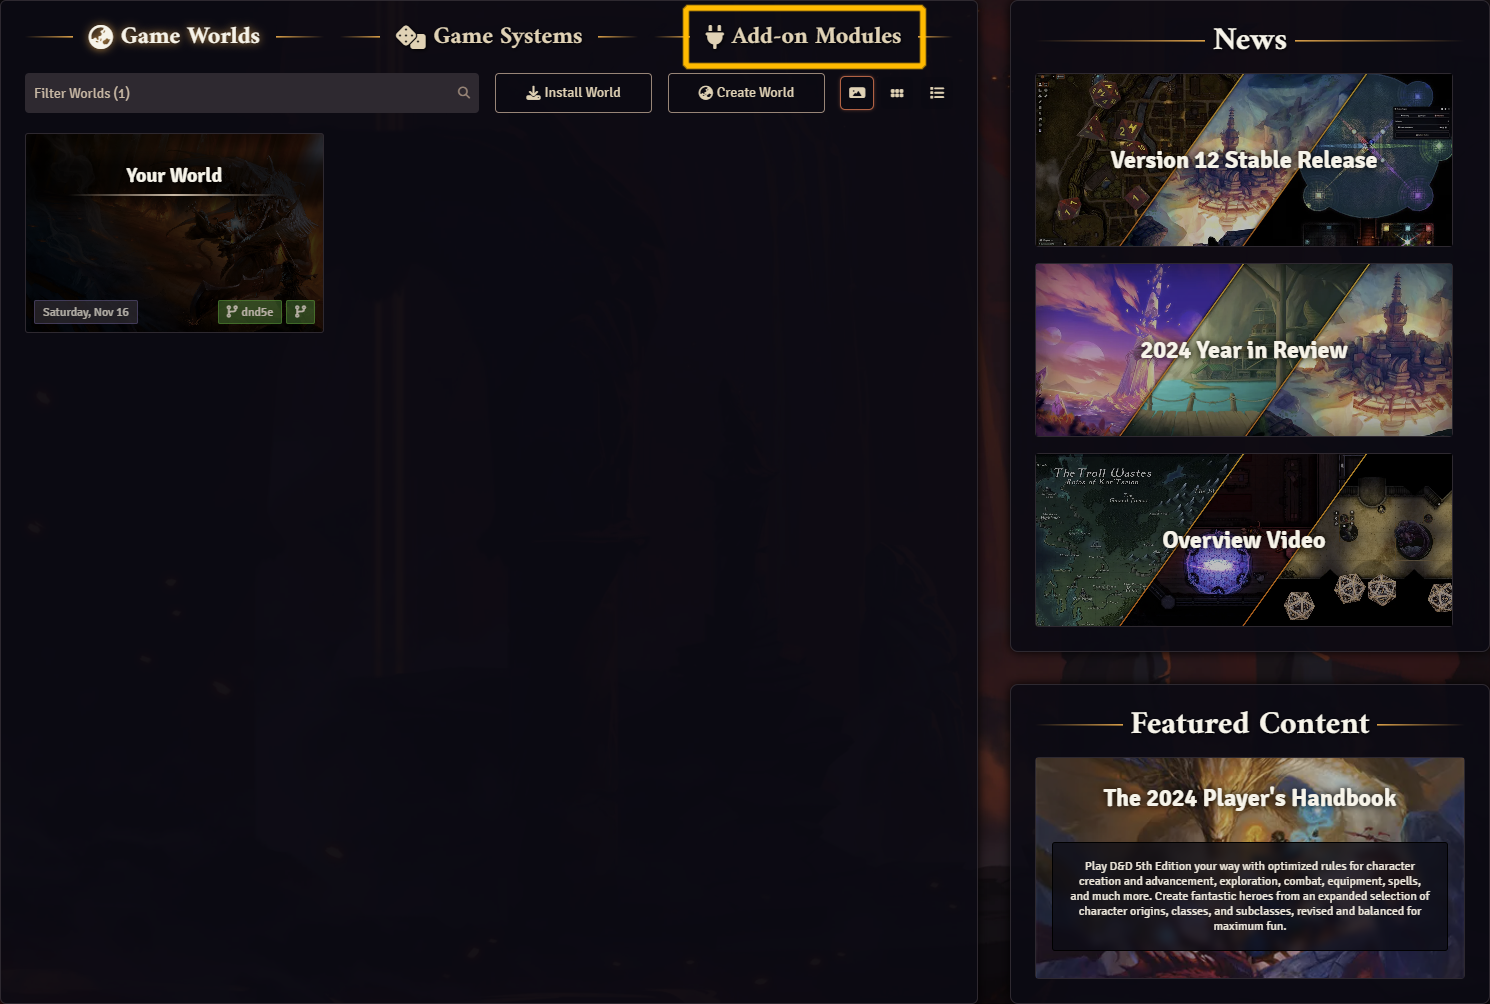 Game Worlds
Game Systems
Add-on Modules
Filter Worlds (1)
Install World
Create World
Your World
Saturday, Nov 16
dnd5e
News
Version 12 Stable Release
2024 Year in Review
The Troll Wastes
Overview Video
Featured Content
The 2024 Player's Handbook
Play D&D 5th Edition your way with optimized rules for character
creation and advancement, exploration, combat, equipment, spells,
and much more. Create fantastic heroes from an expanded selection of
character origins, classes, and subclasses, revised and balanced for
maximum fun.